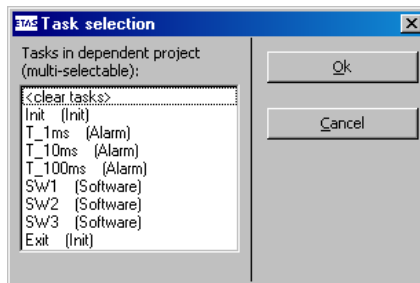 ETAS Task selection
Tasks in dependent project
(multi-selectable):
<clear tasks>
Init (Init)
T_1ms (Alarm)
T_10ms (Alarm)
T_100ms (Alarm)
SW1 (Software)
SW2 (Software)
SW3 (Software)
Exit (Init)
Ok
Cancel